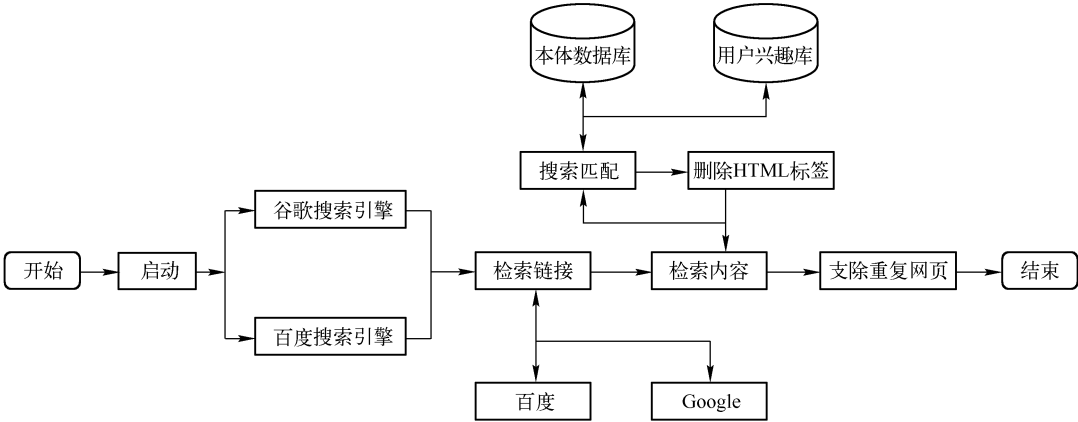 本体数据库
用户兴趣库
搜索匹配
删除HTML标签
谷歌搜索引擎
开始
启动
检索链接
检索内容
支除重复网页
结束
百度搜索引擎
百度
Google